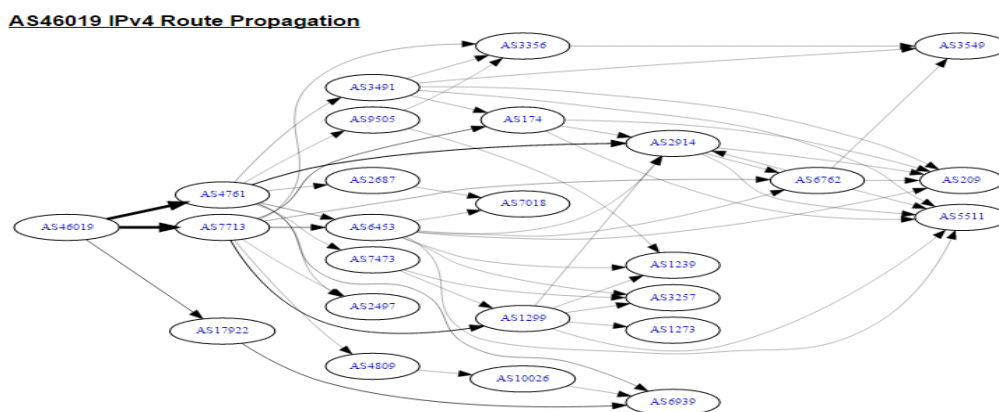 AS46019 IPv4 Route Propagation
AS3356
AS3549
AS3491
AS9505
AS174
AS2914
AS4761
AS2687
AS6762
AS209
AS7018
AS46019
AS7713
AS6453
AS5511
AS7473
AS1239
AS2497
AS3257
AS1299
AS17922
AS1273
AS4809
AS10026
AS6939